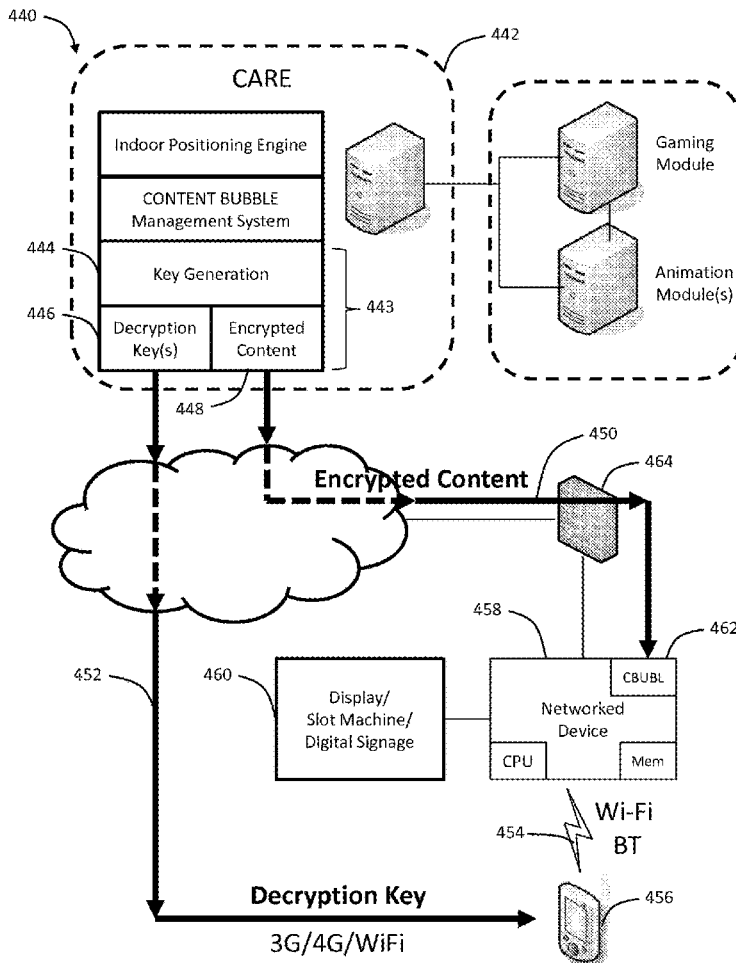 440
442
CARE
Indoor Positioning Engine
CONTENT BUBBLE
Management System
444
Key Generation
443
446
Decryption
Key(s)
Encrypted
Content
448
Gaming
Module
Animation
Module(s)
450
464
Encrypted Content
458
462
452
460
Display/
Slot Machine/
Digital Signage
CBUBL
Networked
Device
CPU
Mem
Wi-Fi
BT
454
Decryption Key
456
3G/4G/WiFi